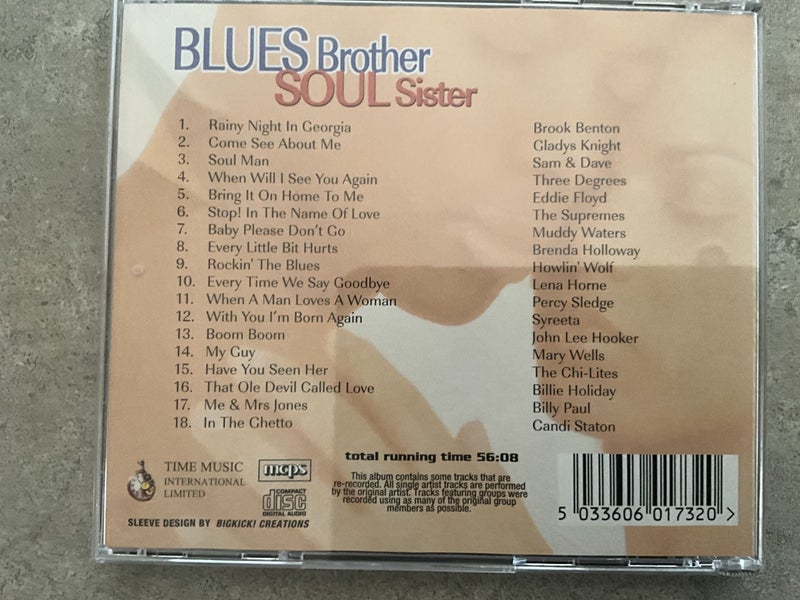 BLUES Brother
SOUL Sister
1. Rainy Night In Georgia Brook Benton
2. Come See About Me Gladys Knight
3. Soul Man Sam & Dave
4. When Will I See You Again Three Degrees
5. Bring It On Home To Me Eddie Floyd
6. Stop! In The Name Of Love The Supremes
7. Baby Please Don't Go Muddy Waters
8. Every Little Bit Hurts Brenda Holloway
9. Rockin' The Blues Howlin' Wolf
10. Every Time We Say Goodbye Lena Horne
11. When A Man Loves A Woman Percy Sledge
12. With You I'm Born Again Syreeta
13. Boom Boom John Lee Hooker
14. My Guy Mary Wells
15. Have You Seen Her The Chi-Lites
16. That Ole Devil Called Love Billie Holiday
17. Me & Mrs Jones Billy Paul
18. In The Ghetto Candi Staton
total running time 56:08
TIME MUSIC
INTERNATIONAL
LIMITED
mcps
COMPACT
disc
DIGITAL AUDIO
This album contains some tracks that are
re-recorded. All single artist tracks are performed
by the original artist. Tracks featuring groups were
recorded using as many of the original group
members as possible.
SLEEVE DESIGN BY BIGKICK! CREATIONS
5 033606 017320 >